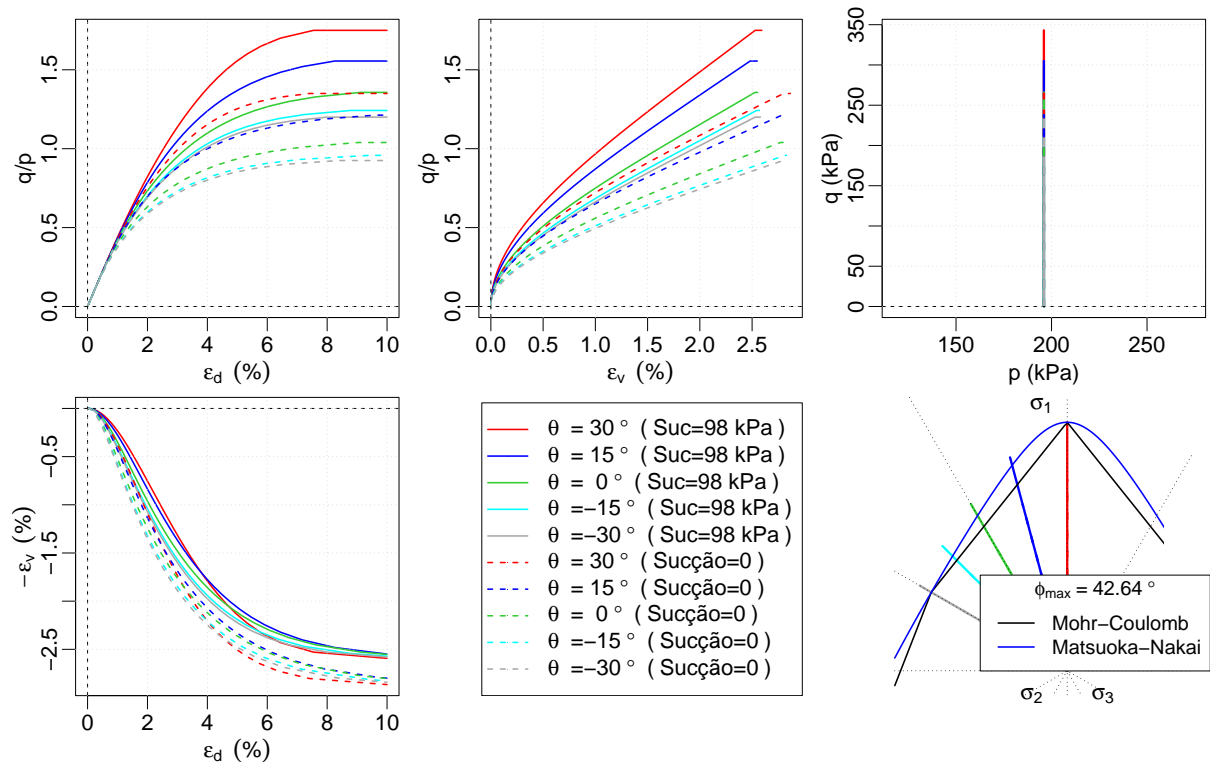 q/p
0.0
0.5
1.0
1.5
0 2 4 6 8 10
εd (%)
q/p
0.0
0.5
1.0
1.5
0.0 0.5 1.0 1.5 2.0 2.5
εv (%)
q (kPa)
0
50
150
250
350
150 200 250
p (kPa)
−εv (%)
−0.5
−1.5
−2.5
0 2 4 6 8 10
εd (%)
θ = 30 ° ( Suc=98 kPa )
θ = 15 ° ( Suc=98 kPa )
θ = 0 ° ( Suc=98 kPa )
θ =−15 ° ( Suc=98 kPa )
θ =−30 ° ( Suc=98 kPa )
θ = 30 ° ( Sucção=0 )
θ = 15 ° ( Sucção=0 )
θ = 0 ° ( Sucção=0 )
θ =−15 ° ( Sucção=0 )
θ =−30 ° ( Sucção=0 )
σ1
ϕmax = 42.64 °
Mohr−Coulomb
Matsuoka−Nakai
σ2 σ3